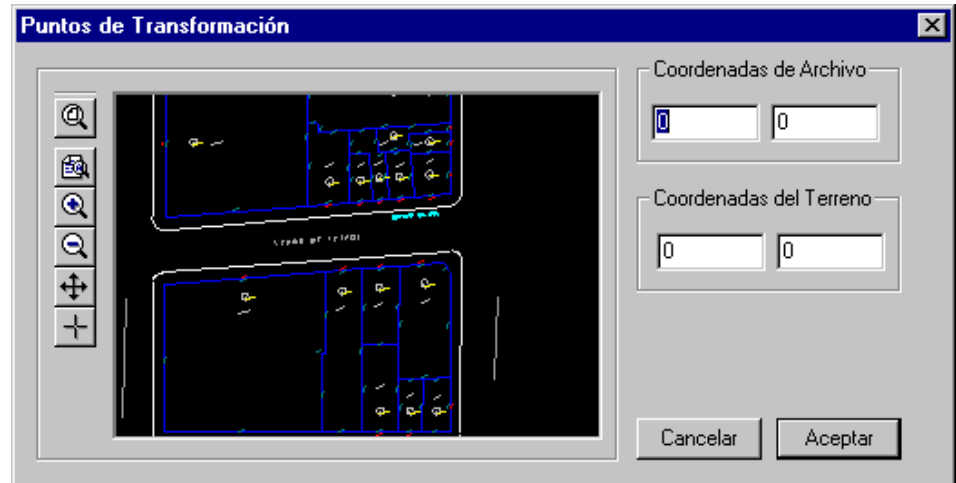 Puntos de Transformación
Coordenadas de Archivo
0 0
Coordenadas del Terreno
0 0
Cancelar Aceptar